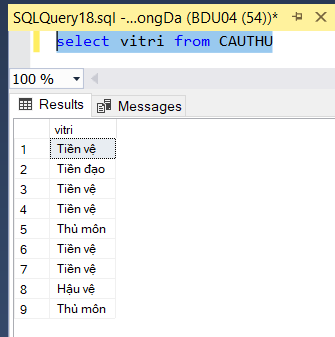 SQLQuery18.sql -...ongDa (BDU04 (54))*
select vitri from CAUTHU
100 %
Results Messages
vitri
1 Tiền vệ
2 Tiền đạo
3 Tiền vệ
4 Tiền vệ
5 Thủ môn
6 Tiền vệ
7 Tiền vệ
8 Hậu vệ
9 Thủ môn